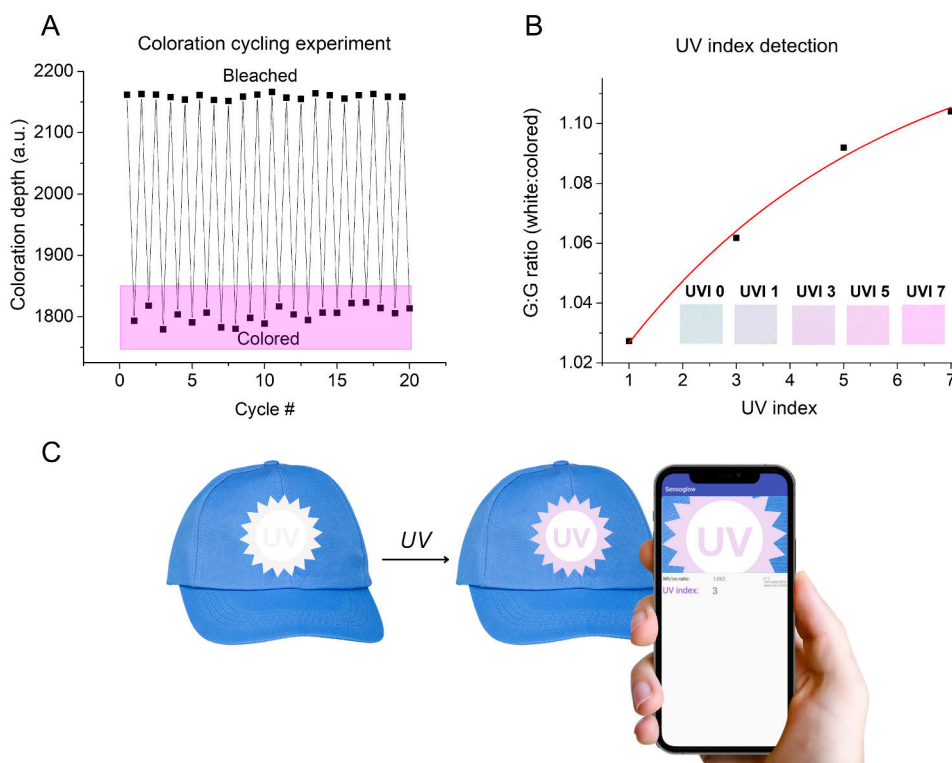 A
Coloration cycling experiment
Coloration depth (a.u.)
2200
2100
2000
1900
1800
Bleached
Colored
0
5
10
15
20
Cycle #
B
UV index detection
G:G ratio (white:colored)
1.10
1.08
1.06
1.04
1.02
UVI 0 UVI 1 UVI 3 UVI 5 UVI 7
1
2
3
4
5
6
7
UV index
C
UV
UV
UV
Sensoglow
UV
ratio: 1,062
UV index: 3